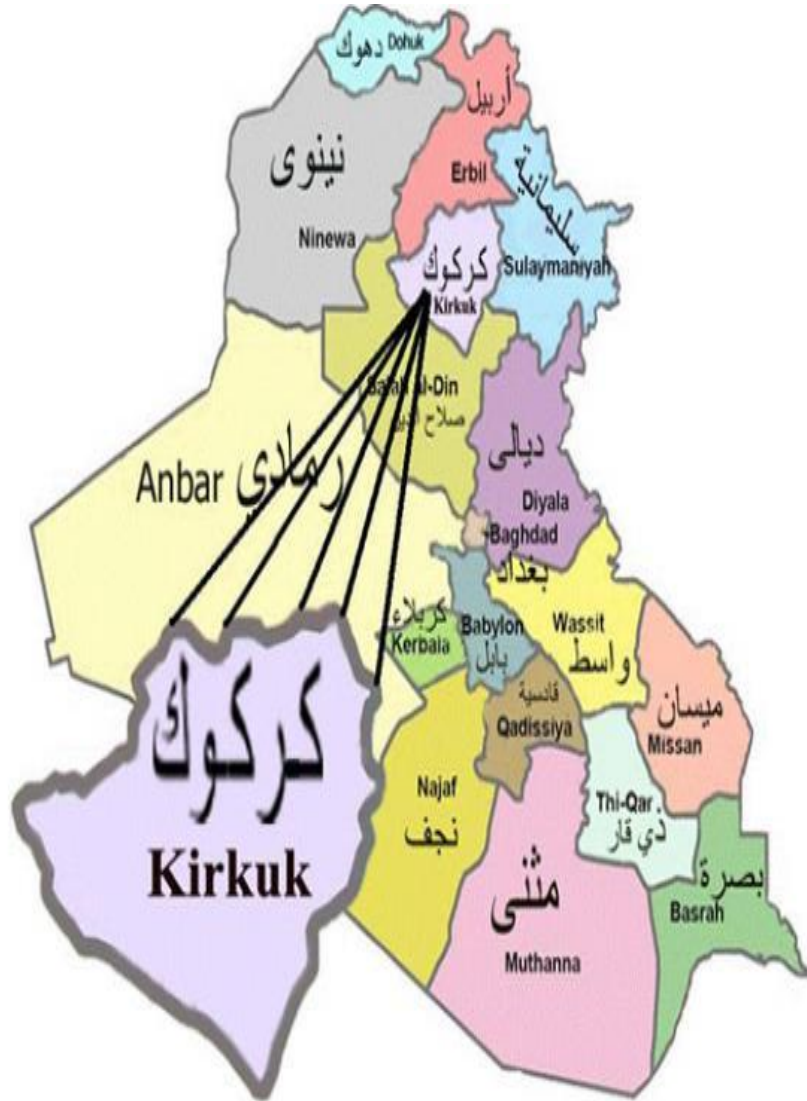 دهوك Dohuk
أربيل
Erbil
نينوى
Ninewa
سليمانية
Sulaymaniyah
كركوك
Kirkuk
Salah al-Din
صلاح الدين
ديالى
Diyala
Anbar رمادي
Baghdad
بغداد
كربلاء
Kerbala
Babylon
بابل
Wassit
واسط
قادسية
Qadissiya
ميسان
Missan
كركوك
Kirkuk
Najaf
نجف
Thi-Qar
ذي قار
مثنى
Muthanna
بصرة
Basrah